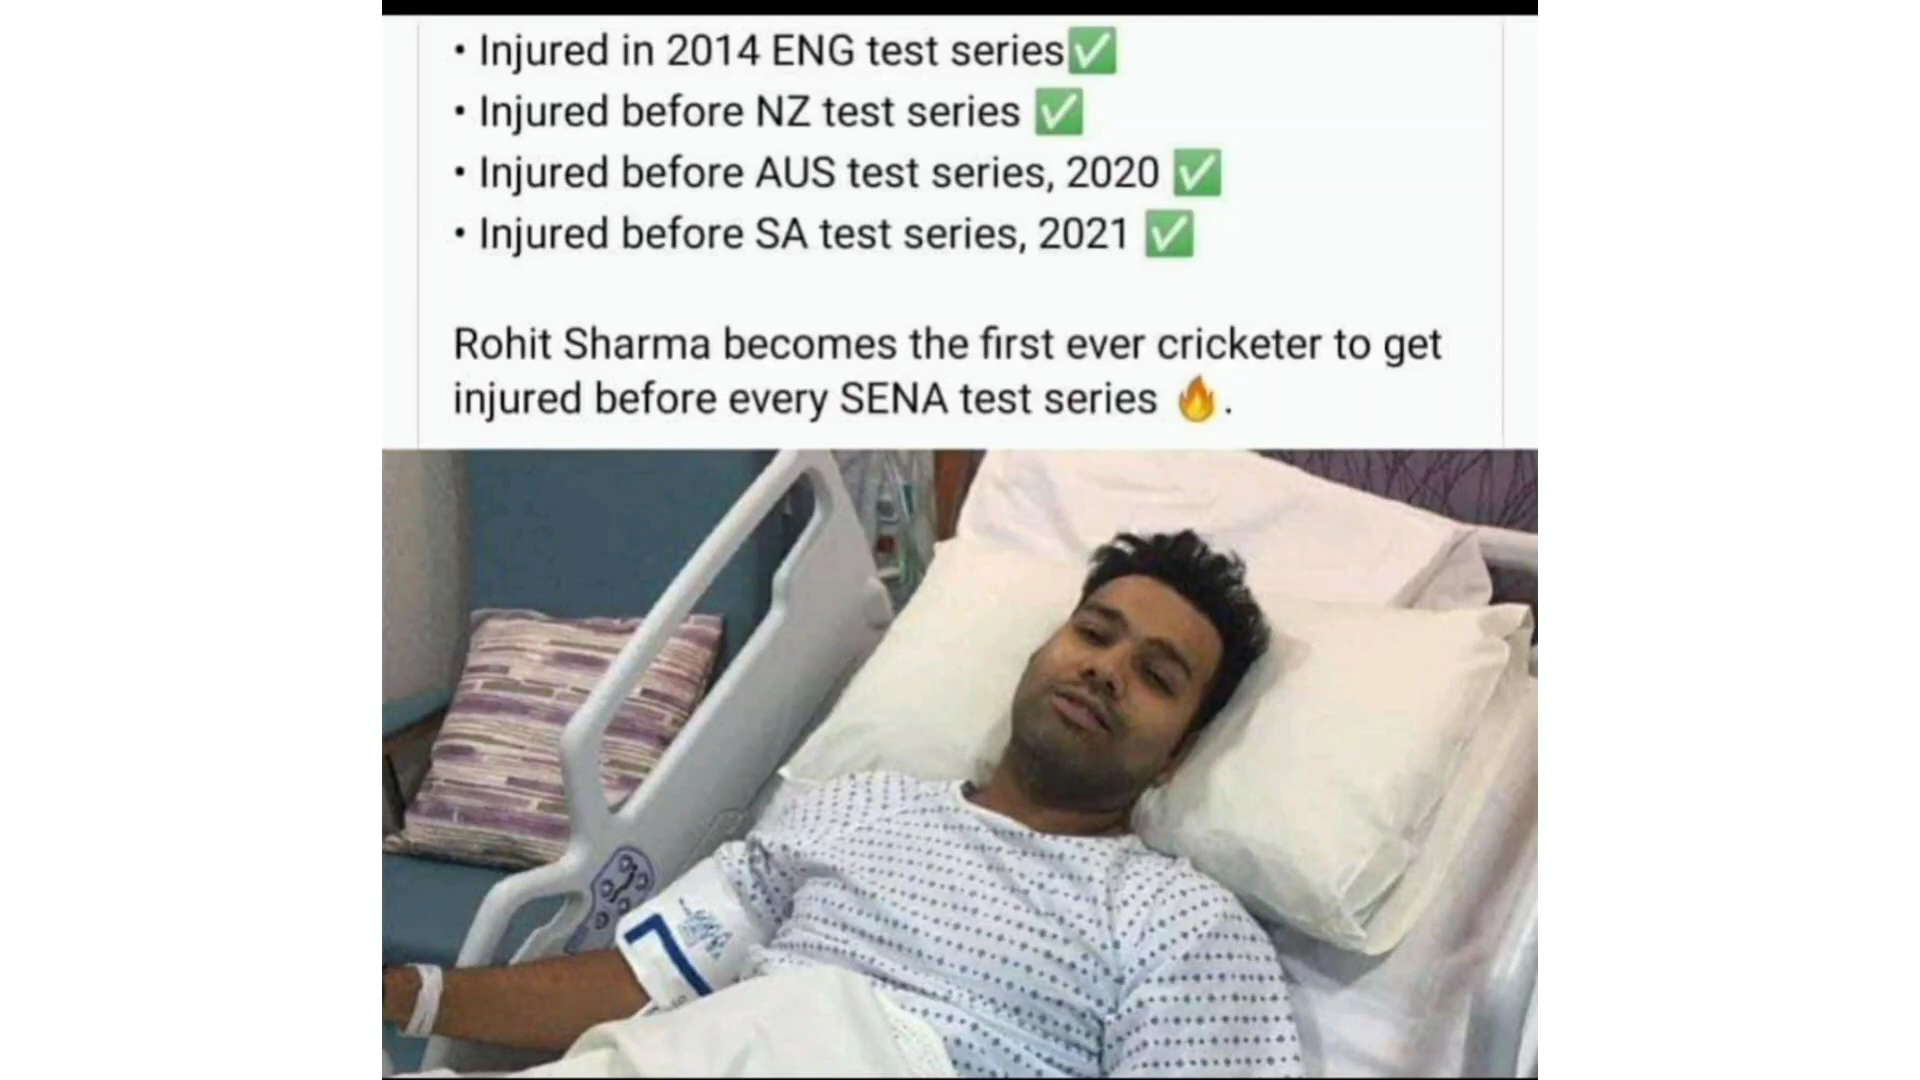 • Injured in 2014 ENG test series✅
• Injured before NZ test series ✅
• Injured before AUS test series, 2020 ✅
• Injured before SA test series, 2021 ✅
Rohit Sharma becomes the first ever cricketer to get
injured before every SENA test series 🔥.